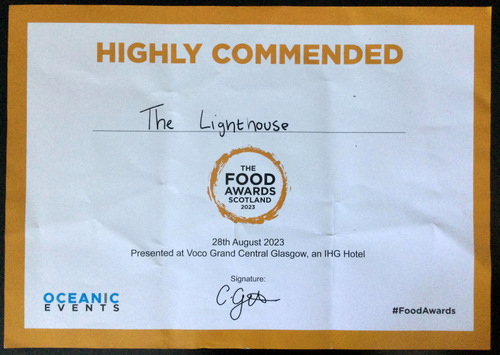 HIGHLY COMMENDED
The Lighthouse
THE
FOOD
AWARDS
SCOTLAND
2023
28th August 2023
Presented at Voco Grand Central Glasgow, an IHG Hotel
Signature:
OCEANIC
EVENTS
#FoodAwards